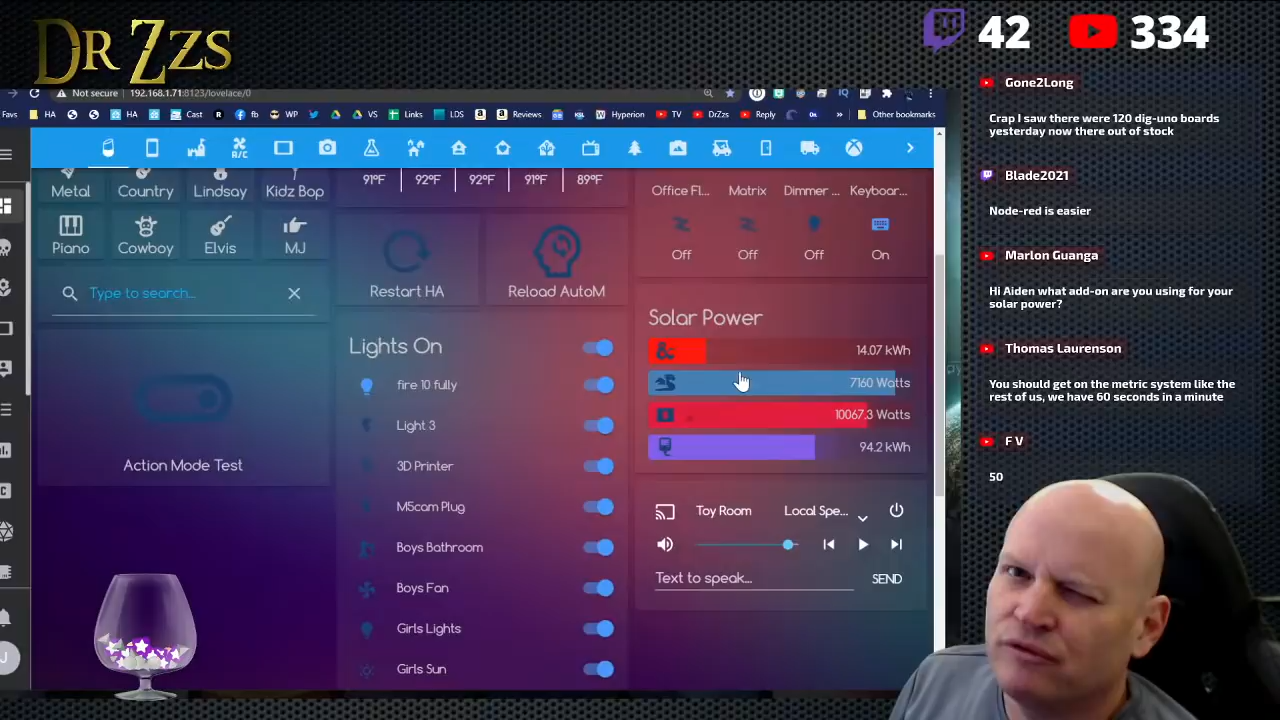 DR ZZS
42
334
Not secure
192.168.1.71:8123/lovelace/0
Favs
HA
S
S
HA
Cast
fb
WP
VS
Links
LDS
Reviews
Hyperion
TV
DrZzs
Reply
Other bookmarks
A/C
Metal
Country
Lindsay
Kidz Bop
Piano
Cowboy
Elvis
MJ
Type to search...
Action Mode Test
91°F
92°F
92°F
91°F
89°F
Restart HA
Reload AutoM
Lights On
fire 10 fully
Light 3
3D Printer
M5cam Plug
Boys Bathroom
Boys Fan
Girls Lights
Girls Sun
Office Fl...
Matrix
Dimmer ...
Keyboar...
Off
Off
Off
On
Solar Power
14.07 kWh
7160 Watts
10067.3 Watts
94.2 kWh
Toy Room
Local Spe...
Text to speak...
SEND
J
Gone2Long
Crap I saw there were 120 dig-uno boards
yesterday now there out of stock
Blade2021
Node-red is easier
Marlon Guanga
Hi Aiden what add-on are you using for your
solar power?
Thomas Laurenson
You should get on the metric system like the
rest of us, we have 60 seconds in a minute
F V
50